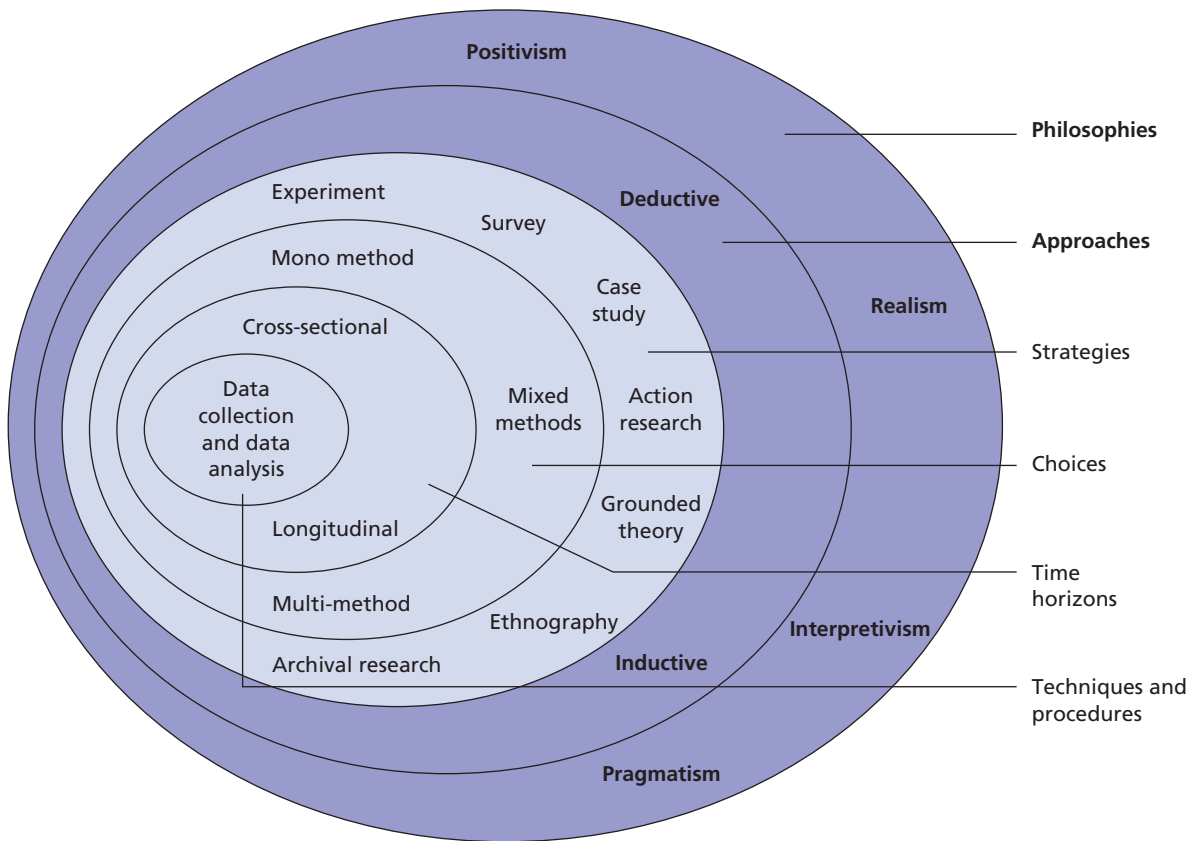 Positivism
Philosophies
Experiment
Deductive
Survey
Approaches
Mono method
Case
study
Realism
Cross-sectional
Strategies
Data
collection
and data
analysis
Mixed
methods
Action
research
Choices
Grounded
theory
Longitudinal
Time
horizons
Multi-method
Ethnography
Interpretivism
Archival research
Inductive
Techniques and
procedures
Pragmatism